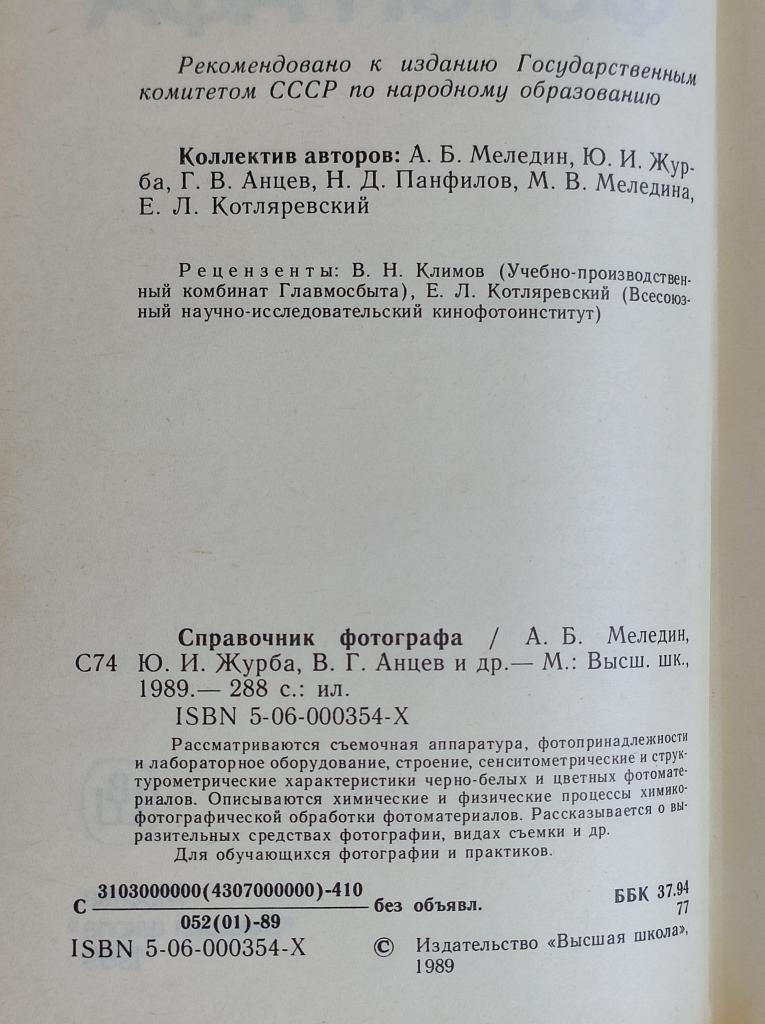 Рекомендовано к изданию Государственным
комитетом СССР по народному образованию
Коллектив авторов: А. Б. Меледин, Ю. И. Жур-
ба, Г. В. Анцев, Н. Д. Панфилов, М. В. Меледина,
Е. Л. Котляревский
Рецензенты: В. Н. Климов (Учебно-производствен-
ный комбинат Главмосбыта), Е. Л. Котляревский (Всесоюз-
ный научно-исследовательский кинофотоинститут)
Справочник фотографа / А. Б. Меледин,
С74 Ю. И. Журба, В. Г. Анцев и др.— М.: Высш. шк.,
1989.— 288 с.: ил.
ISBN 5-06-000354-X
Рассматриваются съемочная аппаратура, фотопринадлежности
и лабораторное оборудование, строение, сенситометрические и струк-
турометрические характеристики черно-белых и цветных фотомате-
риалов. Описываются химические и физические процессы химико-
фотографической обработки фотоматериалов. Рассказывается о вы-
разительных средствах фотографии, видах съемки и др.
Для обучающихся фотографии и практиков.
3103000000(4307000000)-410
С без объявл.
052(01)-89
ББК 37.94
77
ISBN 5-06-000354-X
© Издательство «Высшая школа»,
1989